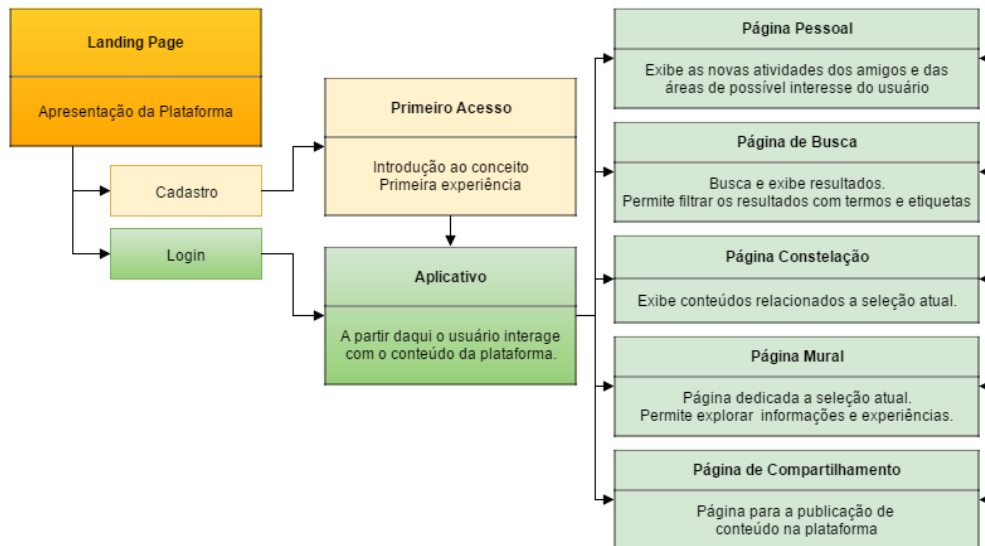 Landing Page
Apresentação da Plataforma
Cadastro
Login
Primeiro Acesso
Introdução ao conceito
Primeira experiência
Aplicativo
A partir daqui o usuário interage
com o conteúdo da plataforma.
Página Pessoal
Exibe as novas atividades dos amigos e das
áreas de possível interesse do usuário
Página de Busca
Busca e exibe resultados.
Permite filtrar os resultados com termos e etiquetas
Página Constelação
Exibe conteúdos relacionados a seleção atual.
Página Mural
Página dedicada a seleção atual.
Permite explorar informações e experiências.
Página de Compartilhamento
Página para a publicação de
conteúdo na plataforma